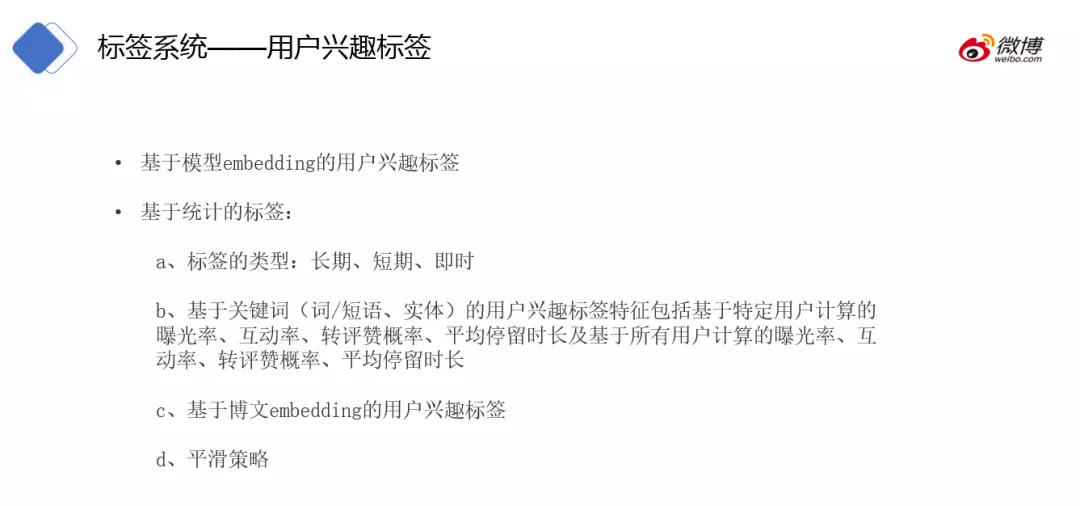 标签系统——用户兴趣标签
微博
weibo.com
• 基于模型embedding的用户兴趣标签
• 基于统计的标签：
a、标签的类型：长期、短期、即时
b、基于关键词（词/短语、实体）的用户兴趣标签特征包括基于特定用户计算的
曝光率、互动率、转评赞概率、平均停留时长及基于所有用户计算的曝光率、互
动率、转评赞概率、平均停留时长
c、基于博文embedding的用户兴趣标签
d、平滑策略